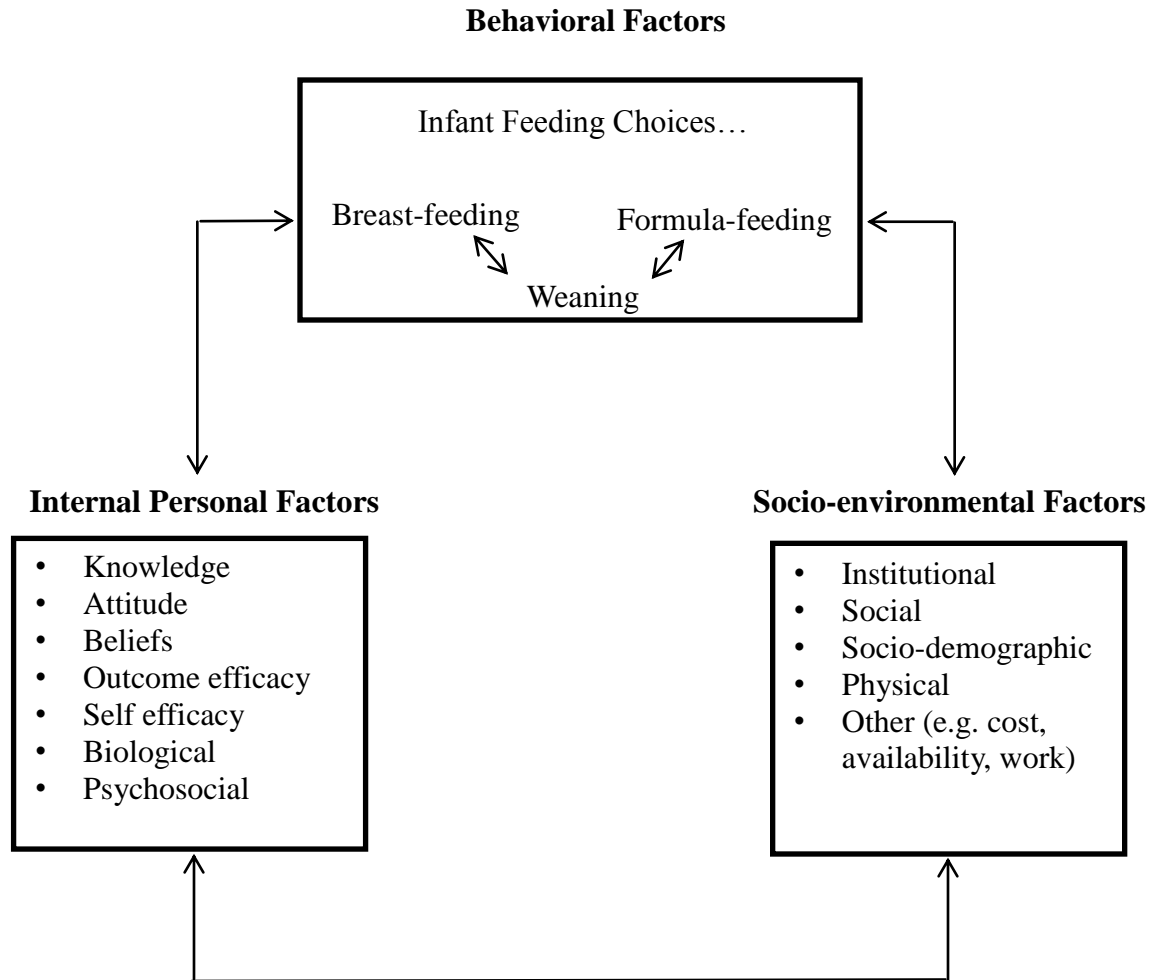 Behavioral Factors
Infant Feeding Choices…
Breast-feeding
Formula-feeding
Weaning
Internal Personal Factors
• Knowledge
• Attitude
• Beliefs
• Outcome efficacy
• Self efficacy
• Biological
• Psychosocial
Socio-environmental Factors
• Institutional
• Social
• Socio-demographic
• Physical
• Other (e.g. cost,
availability, work)